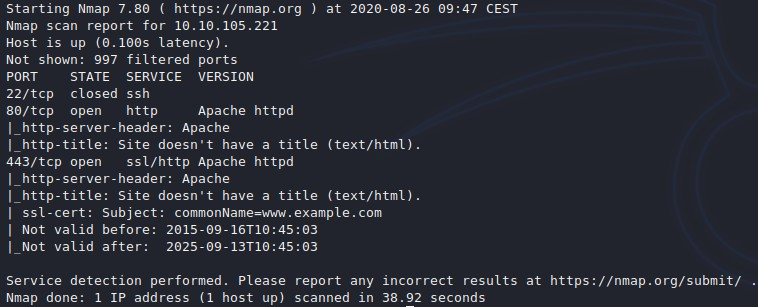 Starting Nmap 7.80 ( https://nmap.org ) at 2020-08-26 09:47 CEST
Nmap scan report for 10.10.105.221
Host is up (0.100s latency).
Not shown: 997 filtered ports
PORT    STATE  SERVICE  VERSION
22/tcp  closed ssh
80/tcp  open   http     Apache httpd
|_http-server-header: Apache
|_http-title: Site doesn't have a title (text/html).
443/tcp open   ssl/http Apache httpd
|_http-server-header: Apache
|_http-title: Site doesn't have a title (text/html).
| ssl-cert: Subject: commonName=www.example.com
| Not valid before: 2015-09-16T10:45:03
|_Not valid after:  2025-09-13T10:45:03
Service detection performed. Please report any incorrect results at https://nmap.org/submit/ .
Nmap done: 1 IP address (1 host up) scanned in 38.92 seconds